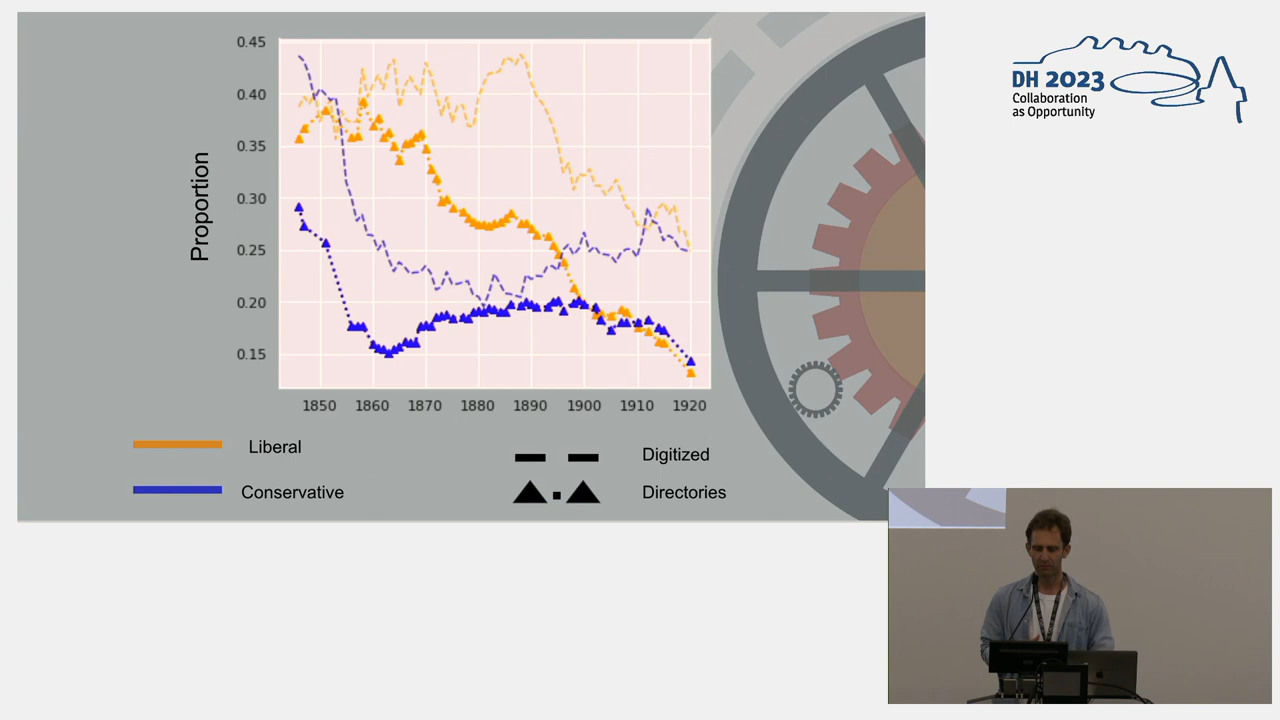 0.45
0.40
0.35
0.30
0.25
0.20
0.15
Proportion
1850 1860 1870 1880 1890 1900 1910 1920
Liberal
Conservative
Digitized
Directories
DH 2023
Collaboration
as Opportunity